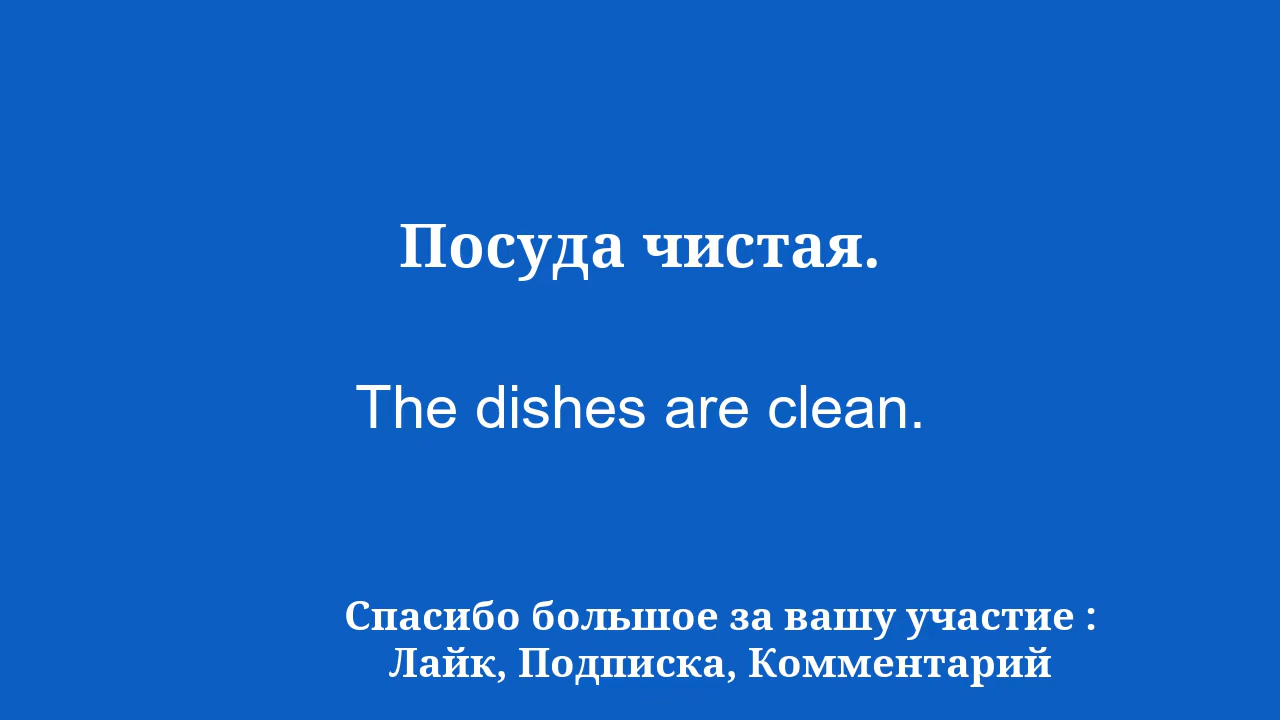 Посуда чистая.
The dishes are clean.
Спасибо большое за вашу участие :
Лайк, Подписка, Комментарий